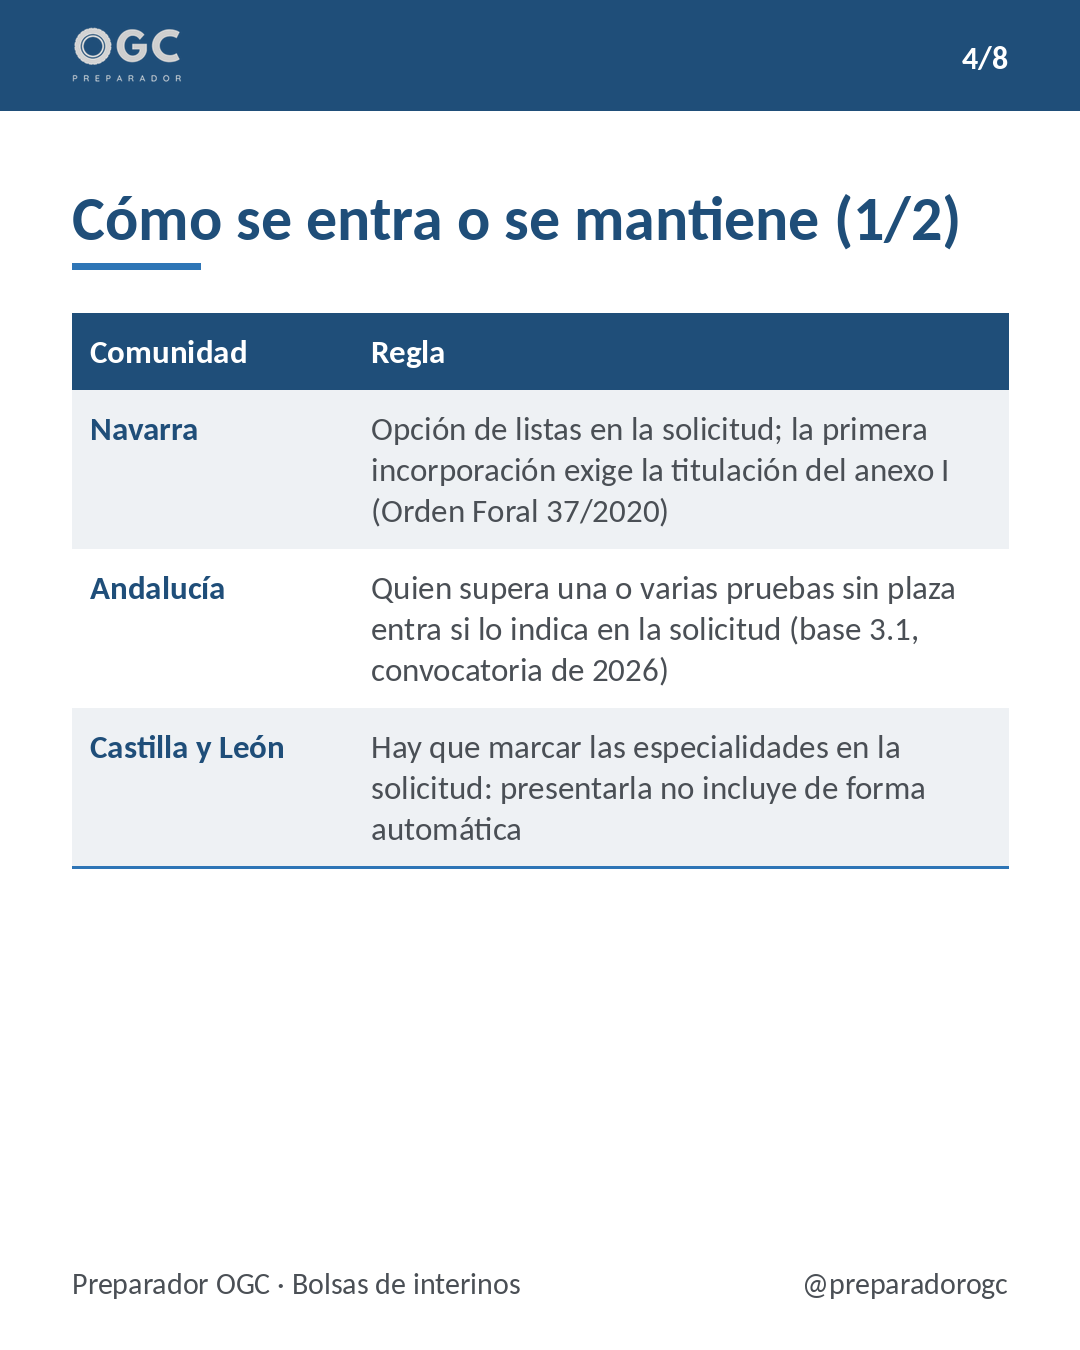 OGC
PREPARADOR
4/8
Cómo se entra o se mantiene (1/2)
Comunidad Regla
Navarra Opción de listas en la solicitud; la primera
incorporación exige la titulación del anexo I
(Orden Foral 37/2020)
Andalucía Quien supera una o varias pruebas sin plaza
entra si lo indica en la solicitud (base 3.1,
convocatoria de 2026)
Castilla y León Hay que marcar las especialidades en la
solicitud: presentarla no incluye de forma
automática
Preparador OGC · Bolsas de interinos @preparadorogc